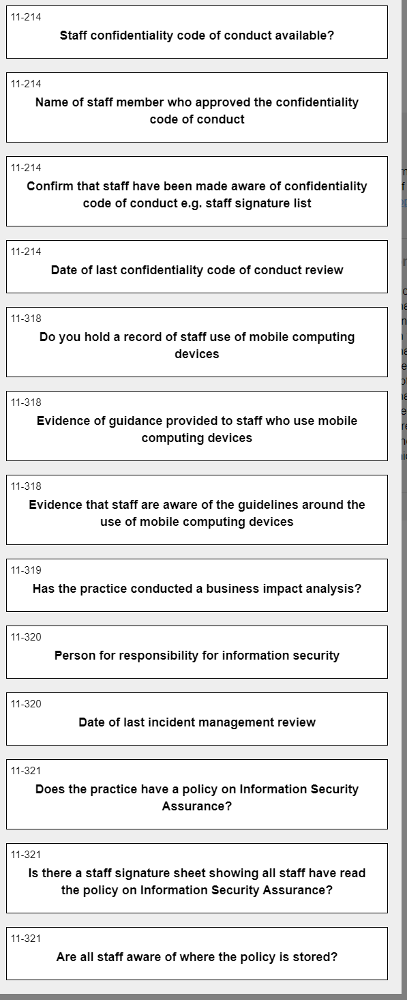 11-214
Staff confidentiality code of conduct available?
11-214
Name of staff member who approved the confidentiality
code of conduct
11-214
Confirm that staff have been made aware of confidentiality
code of conduct e.g. staff signature list
11-214
Date of last confidentiality code of conduct review
11-318
Do you hold a record of staff use of mobile computing
devices
11-318
Evidence of guidance provided to staff who use mobile
computing devices
11-318
Evidence that staff are aware of the guidelines around the
use of mobile computing devices
11-319
Has the practice conducted a business impact analysis?
11-320
Person for responsibility for information security
11-320
Date of last incident management review
11-321
Does the practice have a policy on Information Security
Assurance?
11-321
Is there a staff signature sheet showing all staff have read
the policy on Information Security Assurance?
11-321
Are all staff aware of where the policy is stored?